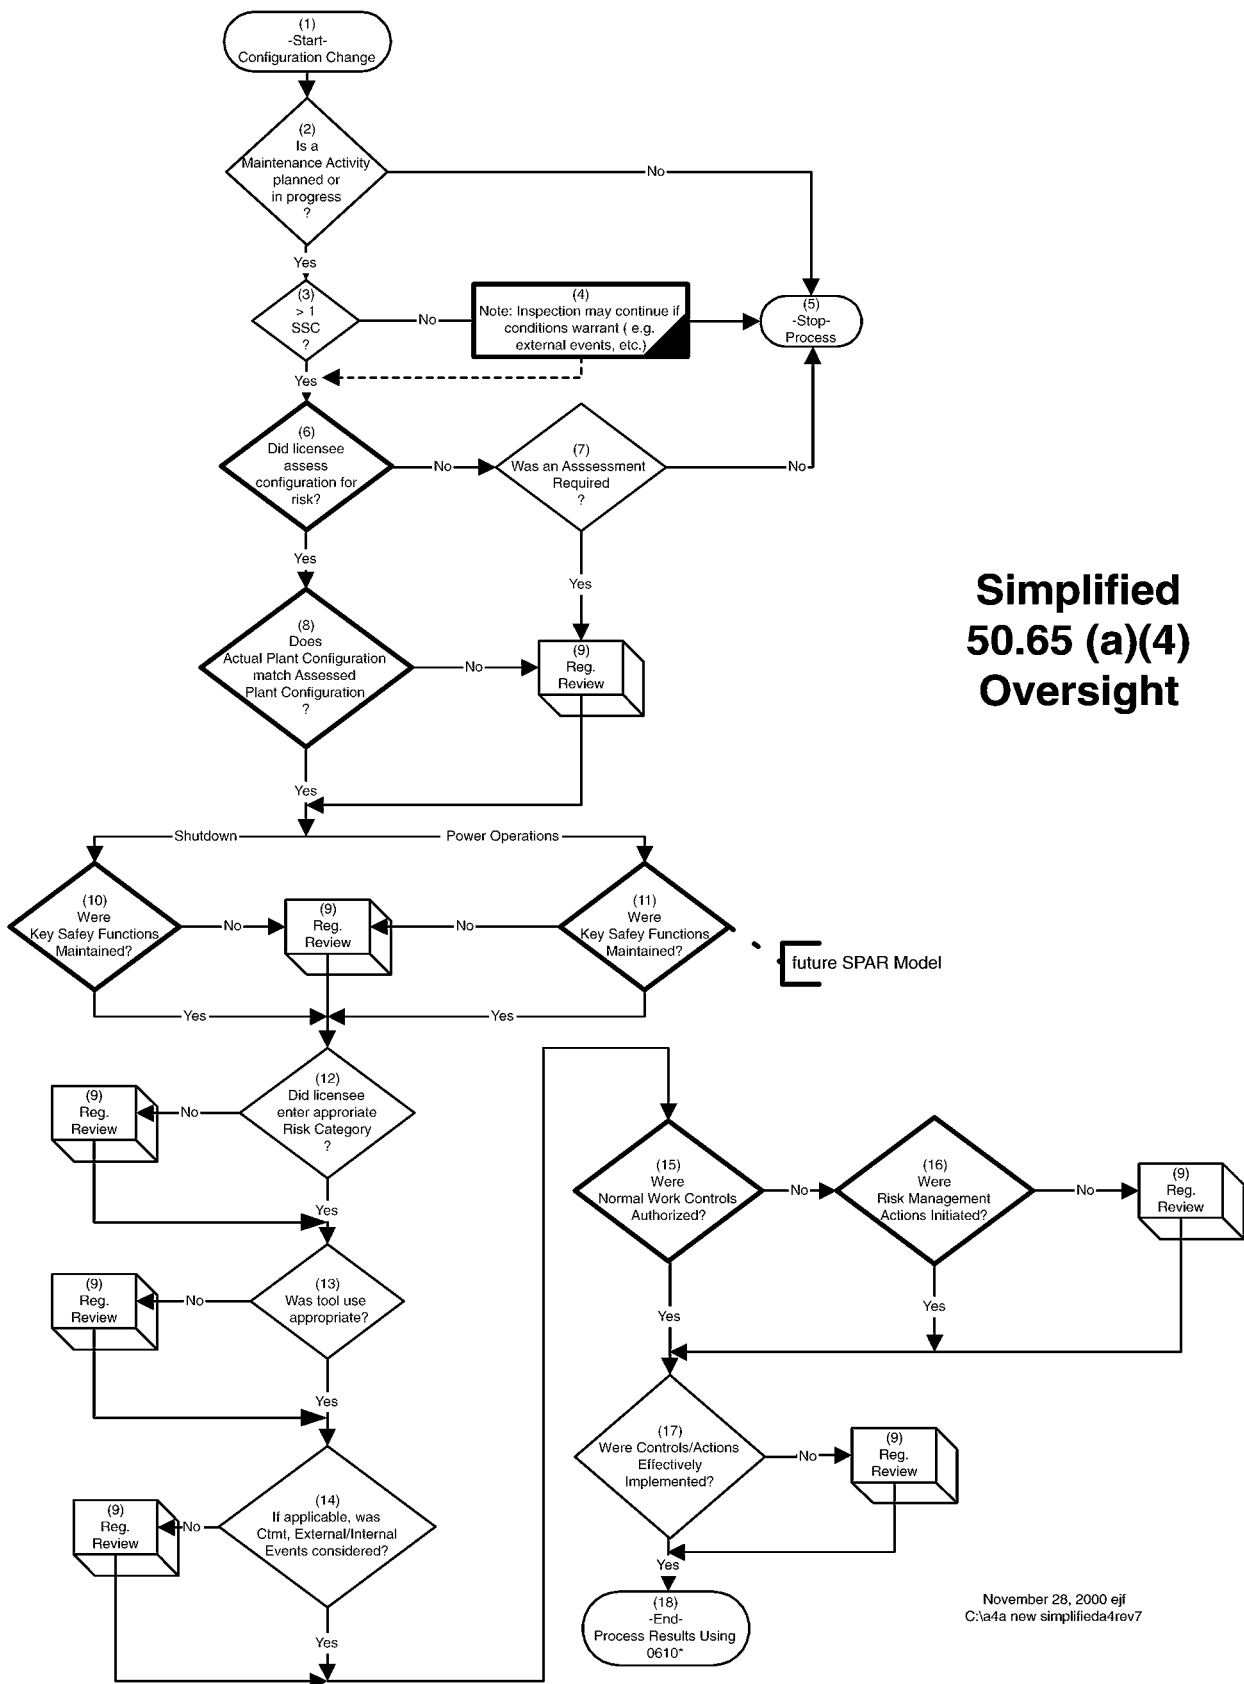 (1)
-Start-
Configuration Change
(2)
Is a
Maintenance Activity
planned or
in progress
?
No
Yes
(3)
> 1
SSC
?
No
(4)
Note: Inspection may continue if
conditions warrant ( e.g.
external events, etc.)
(5)
-Stop-
Process
Yes
(6)
Did licensee
assess
configuration for
risk?
No
(7)
Was an Asssessment
Required
?
No
Yes
Yes
Simplified
50.65 (a)(4)
Oversight
(8)
Does
Actual Plant Configuration
match Assessed
Plant Configuration
?
No
(9)
Reg.
Review
Yes
Shutdown
Power Operations
(10)
Were
Key Safey Functions
Maintained?
No
(9)
Reg.
Review
No
(11)
Were
Key Safey Functions
Maintained?
future SPAR Model
Yes
Yes
(12)
Did licensee
enter approriate
Risk Category
?
No
(9)
Reg.
Review
Yes
(13)
Was tool use
appropriate?
No
(9)
Reg.
Review
Yes
(14)
If applicable, was
Ctmt, External/Internal
Events considered?
No
(9)
Reg.
Review
Yes
(15)
Were
Normal Work Controls
Authorized?
No
(16)
Were
Risk Management
Actions Initiated?
No
(9)
Reg.
Review
Yes
Yes
(17)
Were Controls/Actions
Effectively
Implemented?
No
(9)
Reg.
Review
Yes
(18)
-End-
Process Results Using
0610*
November 28, 2000 ejf
C:\a4a new simplifieda4rev7